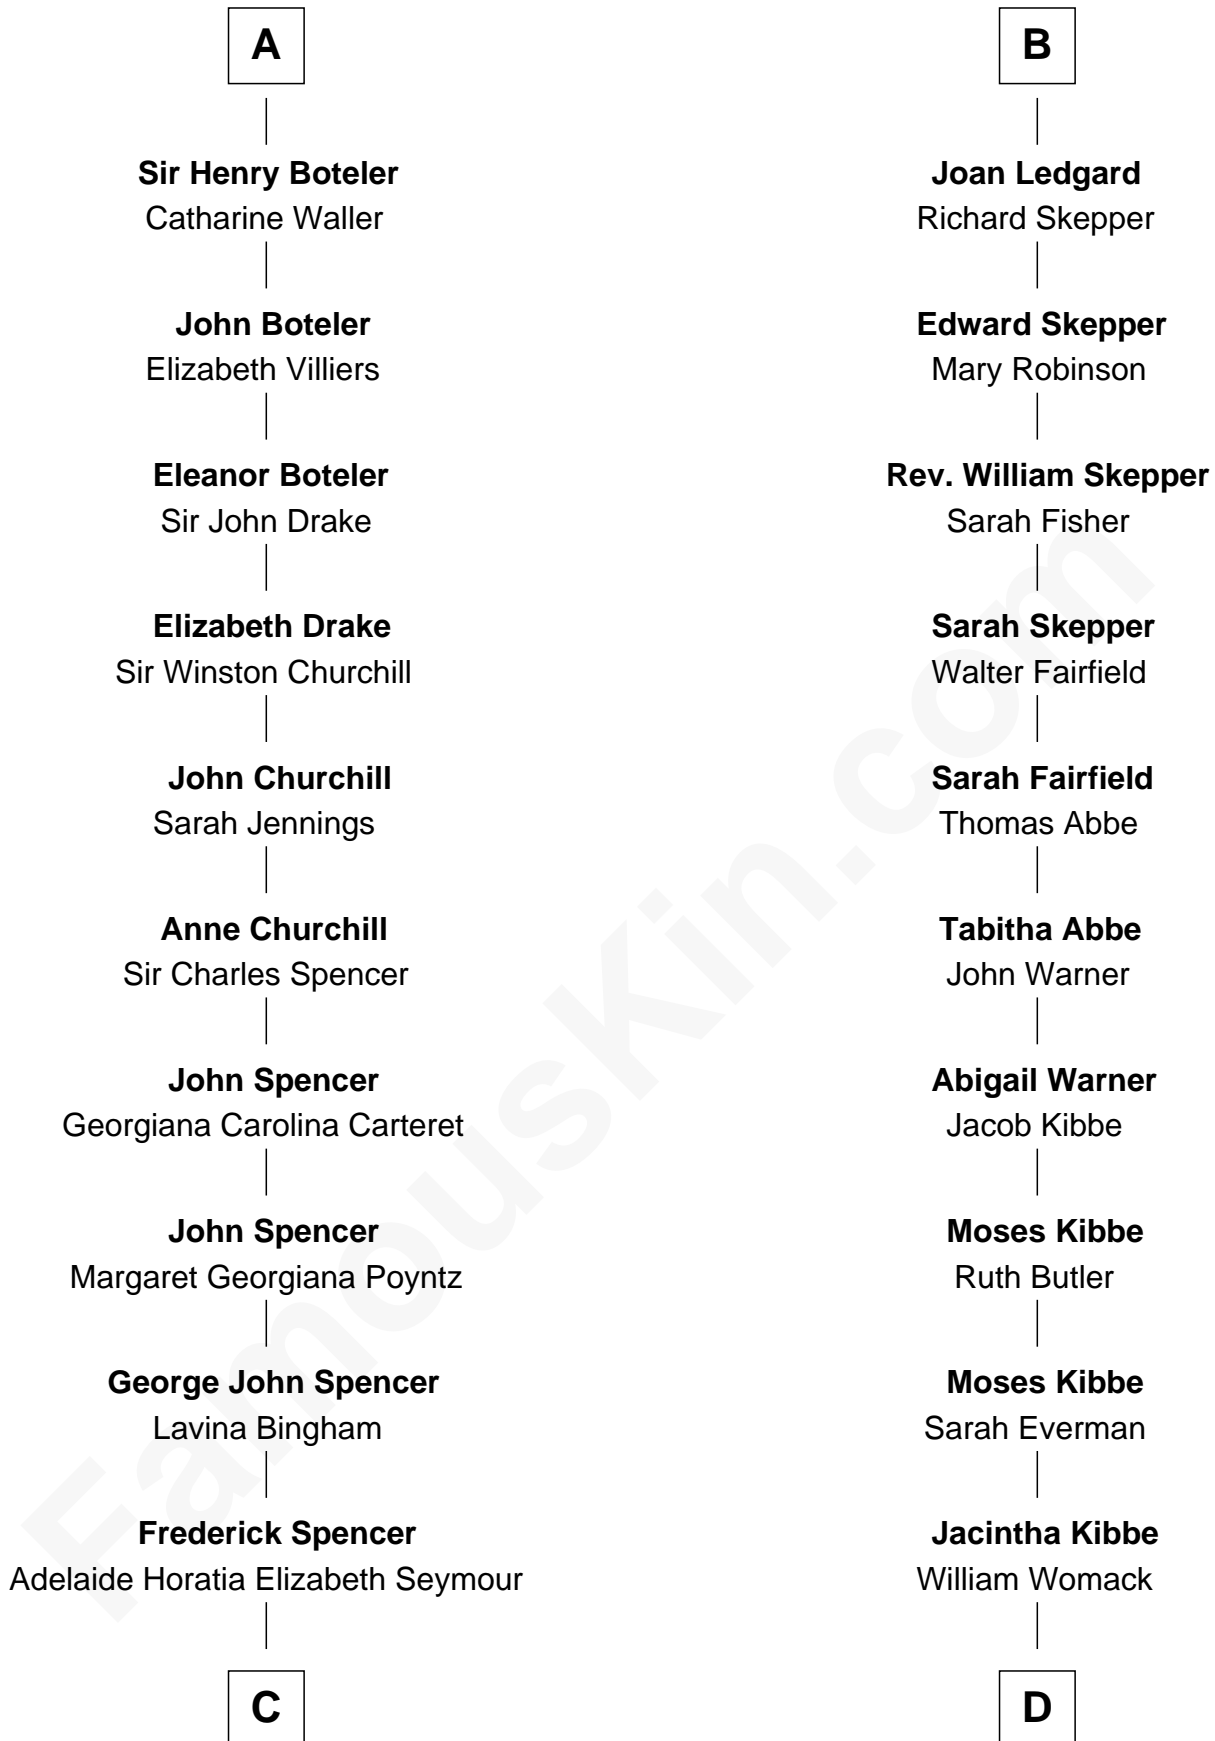 A
Sir Henry Boteler
Catharine Waller
John Boteler
Elizabeth Villiers
Eleanor Boteler
Sir John Drake
Elizabeth Drake
Sir Winston Churchill
John Churchill
Sarah Jennings
Anne Churchill
Sir Charles Spencer
John Spencer
Georgiana Carolina Carteret
John Spencer
Margaret Georgiana Poyntz
George John Spencer
Lavina Bingham
Frederick Spencer
Adelaide Horatia Elizabeth Seymour
C
B
Joan Ledgard
Richard Skepper
Edward Skepper
Mary Robinson
Rev. William Skepper
Sarah Fisher
Sarah Skepper
Walter Fairfield
Sarah Fairfield
Thomas Abbe
Tabitha Abbe
John Warner
Abigail Warner
Jacob Kibbe
Moses Kibbe
Ruth Butler
Moses Kibbe
Sarah Everman
Jacintha Kibbe
William Womack
D
FamousKin.com